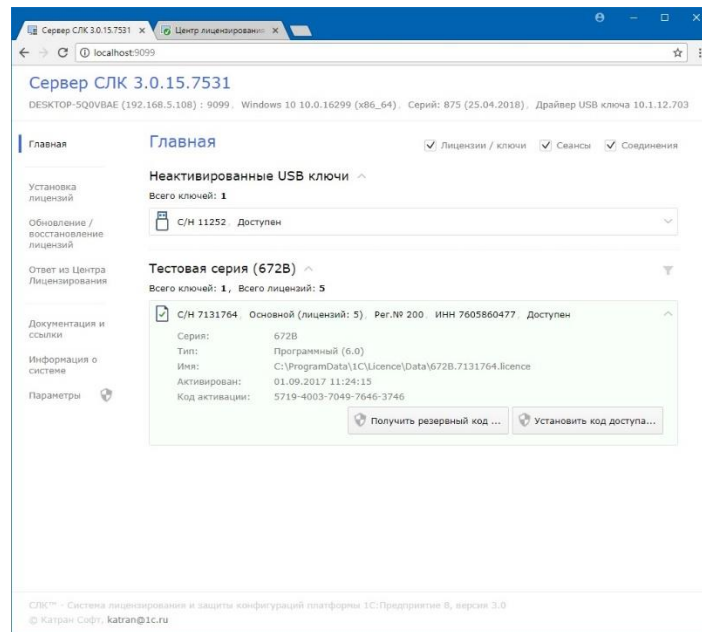 Сервер СЛК 3.0.15.7531
Центр лицензирования
localhost:9099
Сервер СЛК 3.0.15.7531
DESKTOP-5Q0VBAE (192.168.5.108) : 9099, Windows 10 10.0.16299 (x86_64), Серий: 875 (25.04.2018), Драйвер USB ключа 10.1.12.703
Главная
Главная
Лицензии / ключи
Сеансы
Соединения
Неактивированные USB ключи
Всего ключей: 1
С/Н 11252, Доступен
Установка
лицензий
Обновление /
восстановление
лицензий
Ответ из Центра
Лицензирования
Документация и
ссылки
Информация о
системе
Параметры
Тестовая серия (672B)
Всего ключей: 1, Всего лицензий: 5
С/Н 7131764, Основной (лицензий: 5), Рег.№ 200, ИНН 7605860477, Доступен
Серия: 672B
Тип: Программный (6.0)
Имя: C:\ProgramData\1C\Licence\Data\672B.7131764.licence
Активирован: 01.09.2017 11:24:15
Код активации: 5719-4003-7049-7646-3746
Получить резервный код ...
Установить код доступа...
СЛК™ - Система лицензирования и защиты конфигураций платформы 1С:Предприятие 8, версия 3.0
© Катран Софт, katran@1c.ru